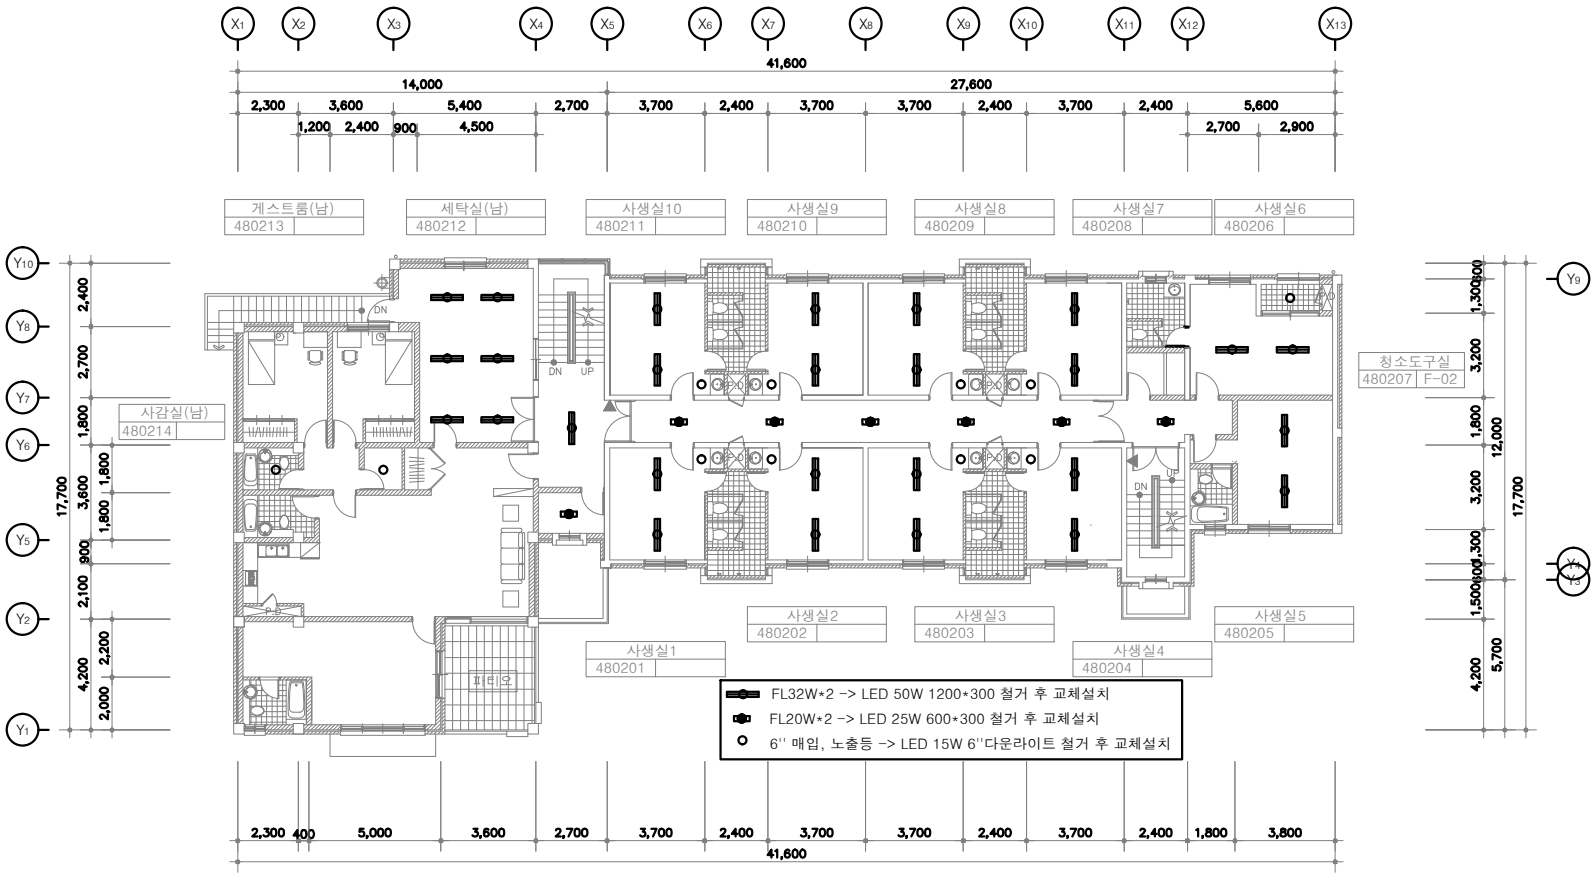 X1 X2 X3 X4 X5 X6 X7 X8 X9 X10 X11 X12 X13
41,600
14,000 27,600
2,300 3,600 5,400 2,700 3,700 2,400 3,700 3,700 2,400 3,700 2,400 5,600
1,200 2,400 900 4,500 2,700 2,900
게스트룸(남) 세탁실(남) 사생실10 사생실9 사생실8 사생실7 사생실6
480213 480212 480211 480210 480209 480208 480206
Y10
Y8
Y7
Y6
Y5
Y2
Y1
17,700
2,400
2,700
1,800
3,600
900
2,100
4,200
1,800
1,800
2,200
2,000
사감실(남)
480214
DN
DN UP
P.D
P.D
P.D
P.D
P.D
UP
DN
P.D
파티오
청소도구실
480207 F-02
Y9
Y4
Y3
600
1,300
3,200
1,800
3,200
1,300
600
1,500
4,200
12,000
5,700
17,700
사생실2 사생실3 사생실5
480202 480203 480205
사생실1 사생실4
480201 480204
FL32W*2 -> LED 50W 1200*300 철거 후 교체설치
FL20W*2 -> LED 25W 600*300 철거 후 교체설치
6'' 매입, 노출등 -> LED 15W 6''다운라이트 철거 후 교체설치
2,300 400 5,000 3,600 2,700 3,700 2,400 3,700 3,700 2,400 3,700 2,400 1,800 3,800
41,600